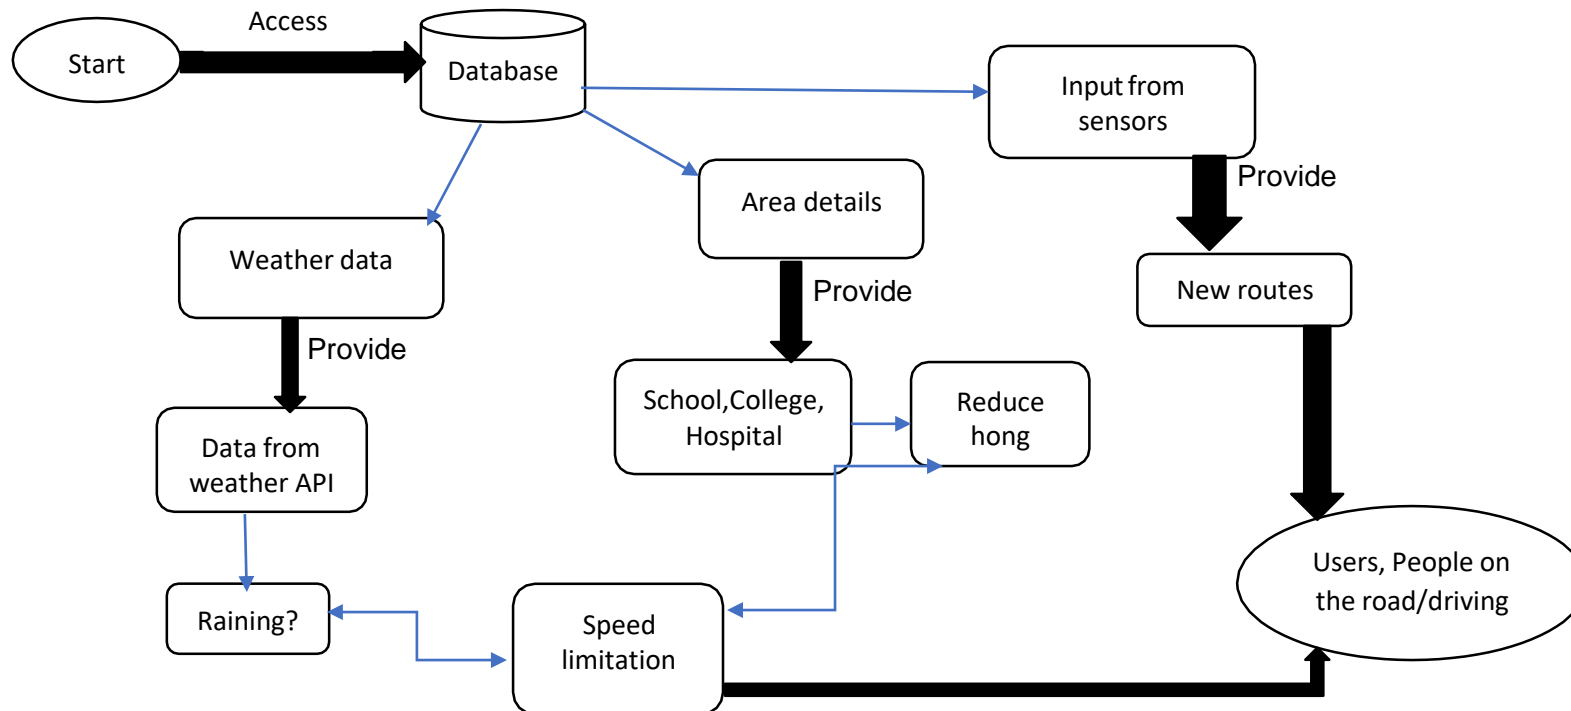 Access
Start
Database
Input from
sensors
Provide
Area details
Weather data
Provide
New routes
Provide
School,College,
Hospital
Reduce
hong
Data from
weather API
Raining?
Speed
limitation
Users, People on
the road/driving